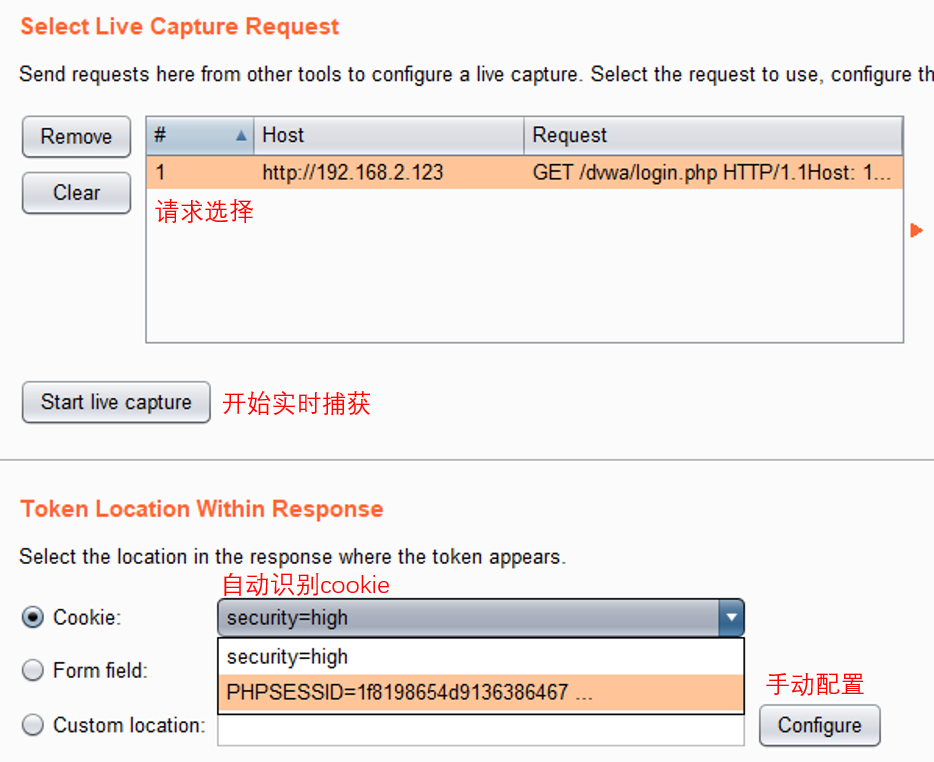 Select Live Capture Request
Send requests here from other tools to configure a live capture. Select the request to use, configure th
Remove
# Host Request
1 http://192.168.2.123 GET /dvwa/login.php HTTP/1.1Host: 1...
Clear
请求选择
Start live capture 开始实时捕获
Token Location Within Response
Select the location in the response where the token appears.
自动识别cookie
Cookie: security=high
security=high
Form field:
PHPSESSID=1f8198654d9136386467 ...
手动配置
Custom location:
Configure